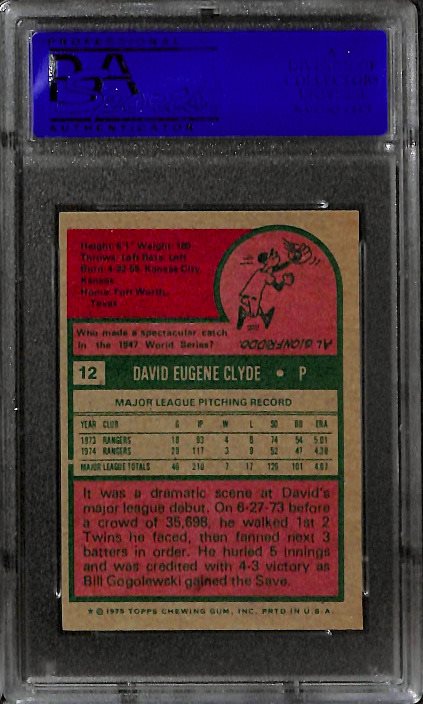 PROFESSIONAL
PSA
AUTHENTICATOR
Height: 6'1" Weight: 180
Throws: Left Bats: Left
Born: 4-22-55, Kansas City,
Kansas
Home: Fort Worth,
Texas
Who made a spectacular catch
in the 1947 World Series?
AL GIONFRIDDO.
12 DAVID EUGENE CLYDE • P
MAJOR LEAGUE PITCHING RECORD
YEAR CLUB G IP W L SO BB ERA
1973 RANGERS 18 93 4 8 74 54 5.01
1974 RANGERS 28 117 3 9 52 47 4.38
MAJOR LEAGUE TOTALS 46 210 7 17 126 101 4.67
It was a dramatic scene at David's
major league debut. On 6-27-73 before
a crowd of 35,698, he walked 1st 2
Twins he faced, then fanned next 3
batters in order. He hurled 5 innings
and was credited with 4-3 victory as
Bill Gogolewski gained the Save.
★ © 1975 TOPPS CHEWING GUM, INC. PRTD IN U.S.A.